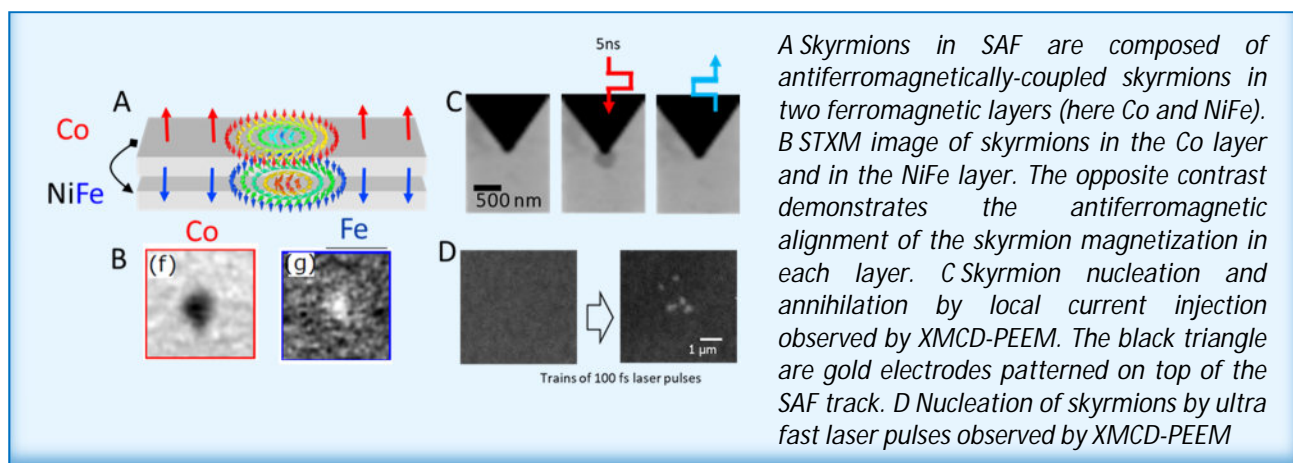 A
Co
NiFe
B
Co
(f)
Fe
(g)
C
5ns
500 nm
D
1 μm
Trains of 100 fs laser pulses
A Skyrmions in SAF are composed of
antiferromagnetically-coupled skyrmions in
two ferromagnetic layers (here Co and NiFe).
B STXM image of skyrmions in the Co layer
and in the NiFe layer. The opposite contrast
demonstrates the antiferromagnetic
alignment of the skyrmion magnetization in
each layer. C Skyrmion nucleation and
annihilation by local current injection
observed by XMCD-PEEM. The black triangle
are gold electrodes patterned on top of the
SAF track. D Nucleation of skyrmions by ultra
fast laser pulses observed by XMCD-PEEM